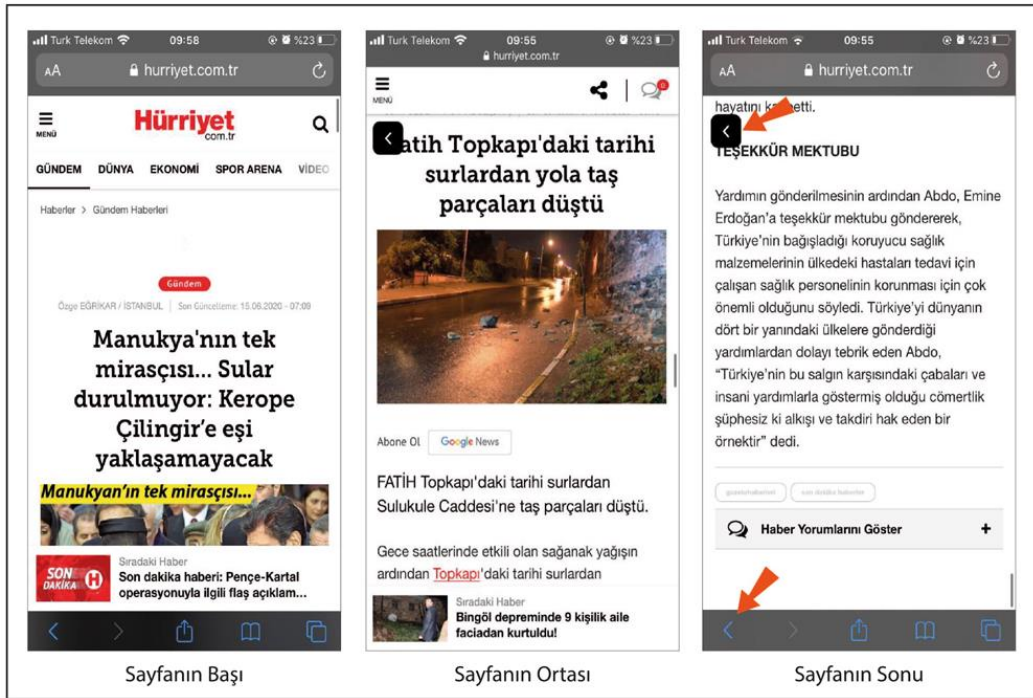 Turk Telekom 09:58 %23
AA hurriyet.com.tr
MENÜ
Hürriyet
com.tr
GÜNDEM DÜNYA EKONOMİ SPOR ARENA VİDEO
Haberler > Gündem Haberleri
Gündem
Özge EĞRİKAR / İSTANBUL | Son Güncelleme: 15.06.2020 - 07:09
Manukya'nın tek
mirasçısı... Sular
durulmuyor: Kerope
Çilingir’e eşi
yaklaşamayacak
Manukyan’ın tek mirasçısı...
SON
DAKİKA
H
Sıradaki Haber
Son dakika haberi: Pençe-Kartal
operasyonuyla ilgili flaş açıklam...
Sayfanın Başı
Turk Telekom 09:55 %23
hurriyet.com.tr
MENÜ
0
atih Topkapı'daki tarihi
surlardan yola taş
parçaları düştü
Abone Ol Google News
FATİH Topkapı'daki tarihi surlardan
Sulukule Caddesi'ne taş parçaları düştü.
Gece saatlerinde etkili olan sağanak yağışın
ardından Topkapı'daki tarihi surlardan
Sıradaki Haber
Bingöl depreminde 9 kişilik aile
faciadan kurtuldu!
Sayfanın Ortası
Turk Telekom 09:55 %23
AA hurriyet.com.tr
hayatını etti.
TEŞEKKÜR MEKTUBU
Yardımın gönderilmesinin ardından Abdo, Emine
Erdoğan’a teşekkür mektubu göndererek,
Türkiye’nin bağışladığı koruyucu sağlık
malzemelerinin ülkedeki hastaları tedavi için
çalışan sağlık personelinin korunması için çok
önemli olduğunu söyledi. Türkiye’yi dünyanın
dört bir yanındaki ülkelere gönderdiği
yardımlardan dolayı tebrik eden Abdo,
“Türkiye’nin bu salgın karşısındaki çabaları ve
insani yardımlarla göstermiş olduğu cömertlik
şüphesiz ki alkışı ve takdiri hak eden bir
örnektir” dedi.
son dakika haberler
Haber Yorumlarını Göster +
Sayfanın Sonu